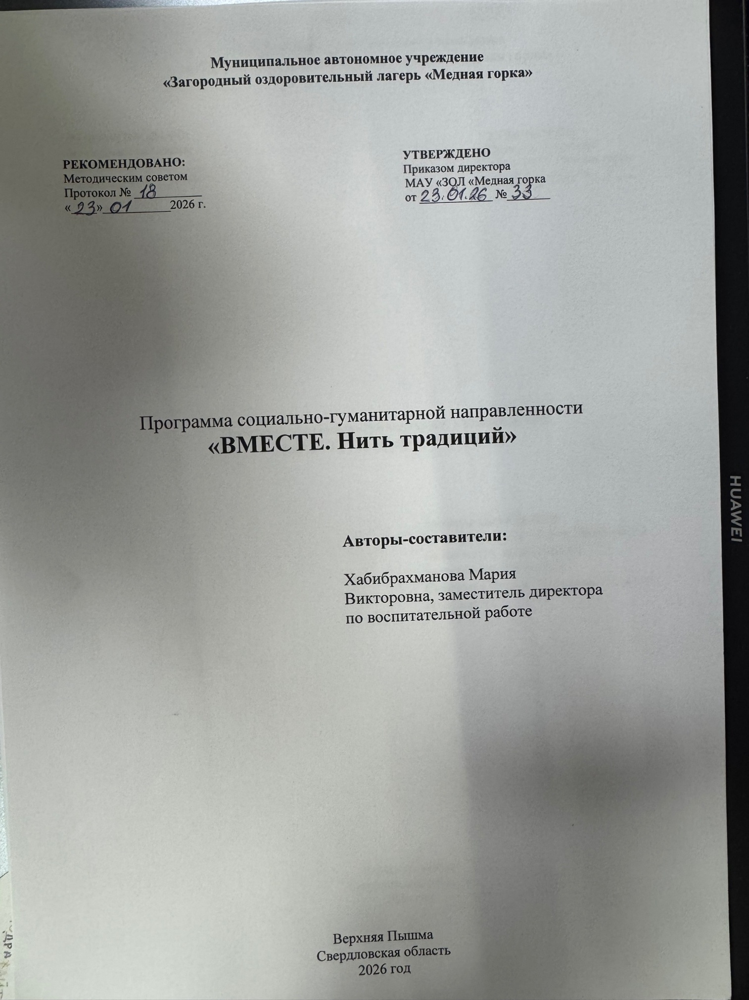 Муниципальное автономное учреждение
«Загородный оздоровительный лагерь «Медная горка»
РЕКОМЕНДОВАНО:
Методическим советом
Протокол № 18
«23» 01 2026 г.
УТВЕРЖДЕНО
Приказом директора
МАУ «ЗОЛ «Медная горка
от 23.01.26 № 33
Программа социально-гуманитарной направленности
«ВМЕСТЕ. Нить традиций»
Авторы-составители:
Хабибрахманова Мария
Викторовна, заместитель директора
по воспитательной работе
Верхняя Пышма
Свердловская область
2026 год
HUAWEI